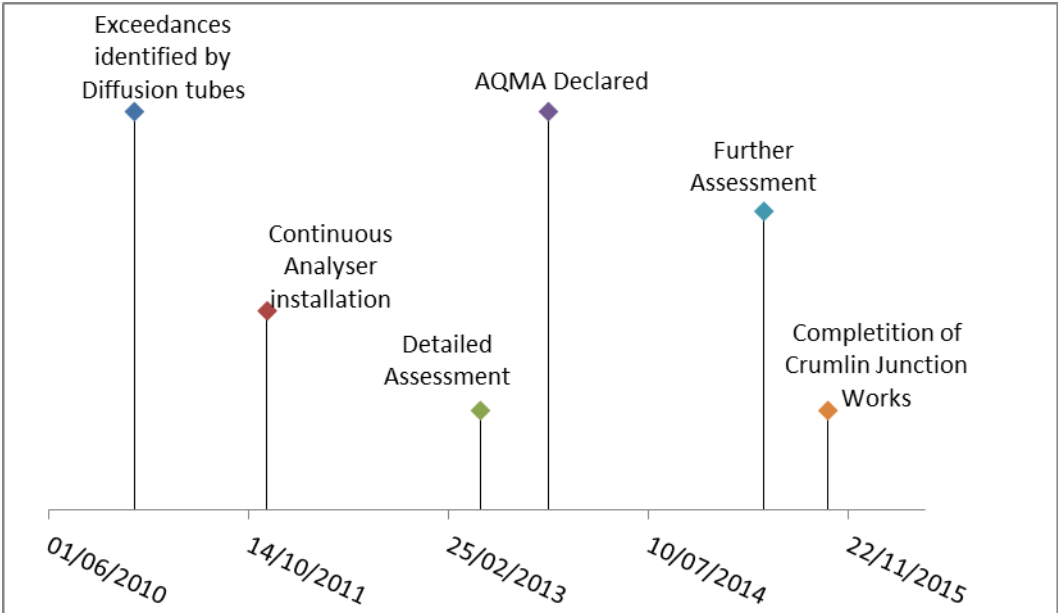 Exceedances
identified by
Diffusion tubes
AQMA Declared
Further
Assessment
Continuous
Analyser
installation
Detailed
Assessment
Completition of
Crumlin Junction
Works
01/06/2010
14/10/2011
25/02/2013
10/07/2014
22/11/2015